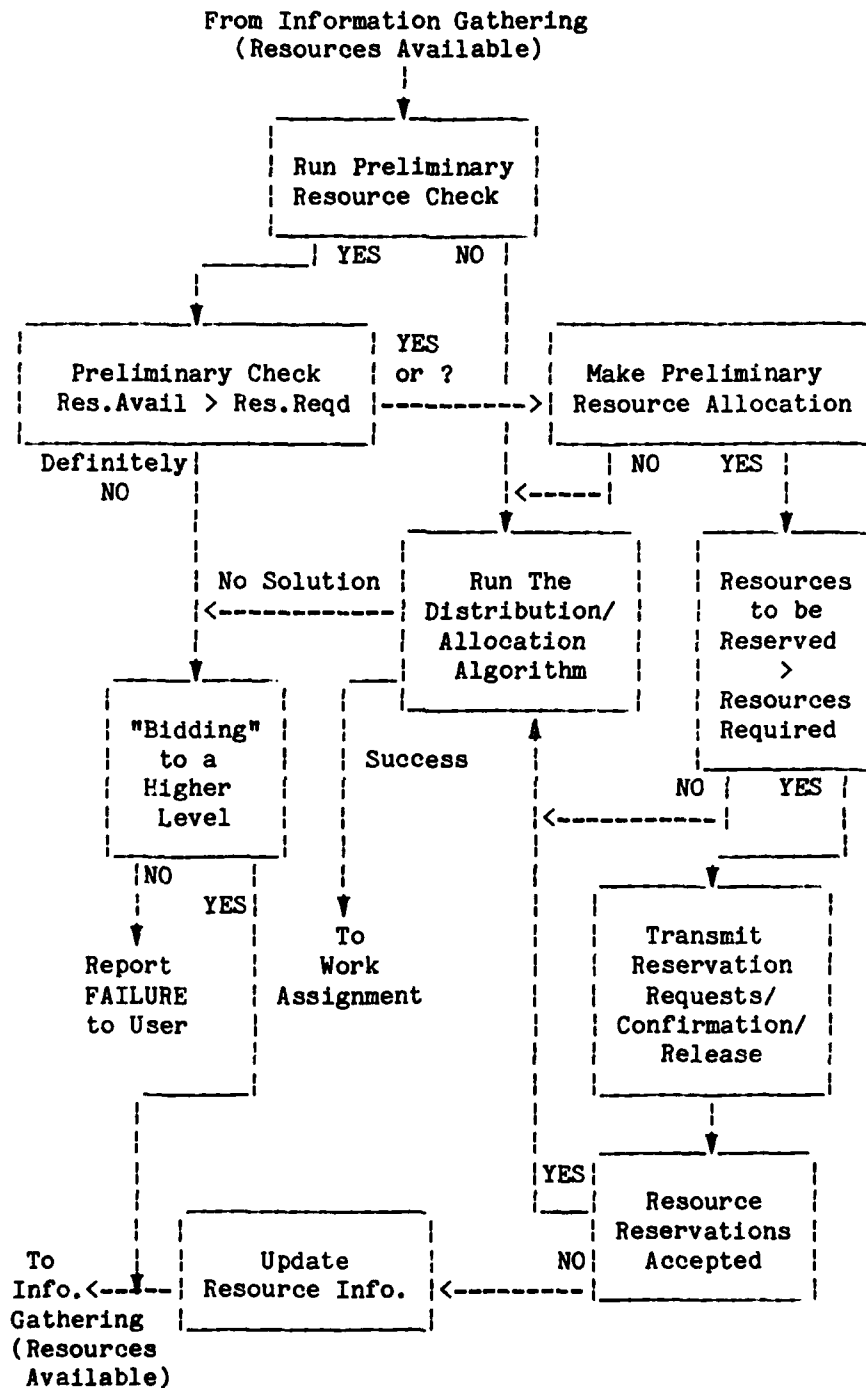 From Information Gathering
(Resources Available)
Run Preliminary
Resource Check
YES NO
Preliminary Check
Res.Avail > Res.Reqd
YES
or ?
Make Preliminary
Resource Allocation
Definitely
NO
NO YES
No Solution
Run The
Distribution/
Allocation
Algorithm
Resources
to be
Reserved
>
Resources
Required
"Bidding"
to a
Higher
Level
Success
NO YES
NO
YES
To
Work
Assignment
Report
FAILURE
to User
Transmit
Reservation
Requests/
Confirmation/
Release
YES
Resource
Reservations
Accepted
NO
Update
Resource Info.
To
Info.
Gathering
(Resources
Available)